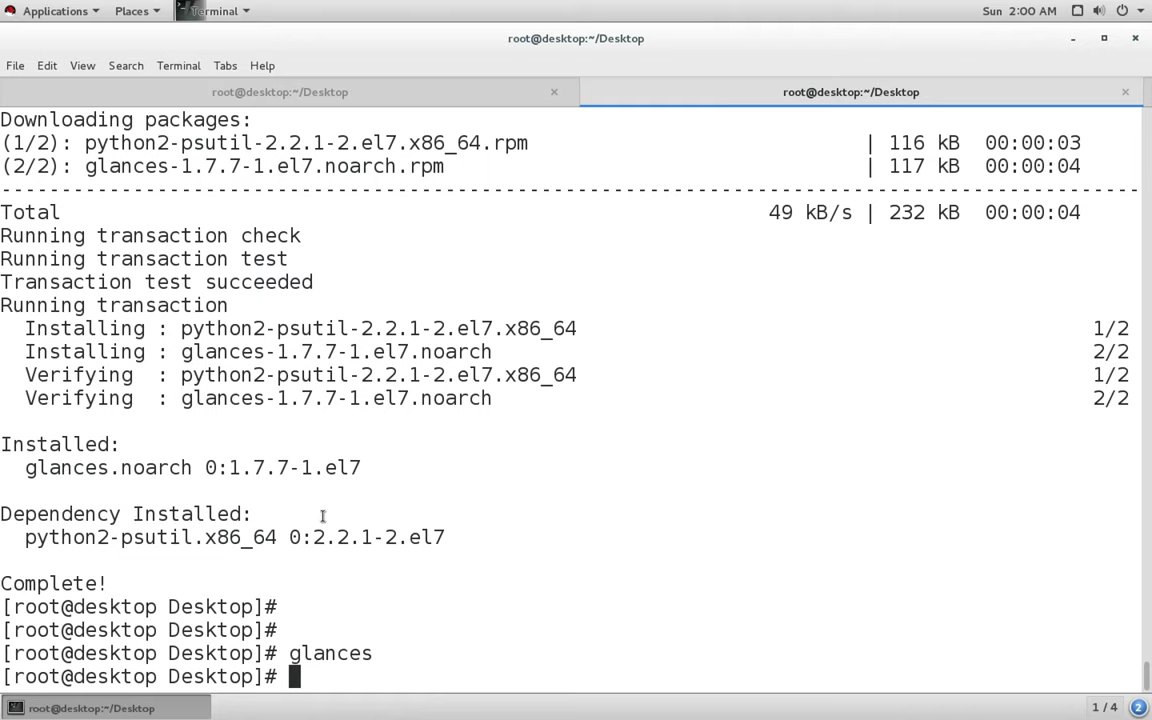 Applications Places Terminal Sun 2:00 AM
root@desktop:~/Desktop
File Edit View Search Terminal Tabs Help
root@desktop:~/Desktop root@desktop:~/Desktop
Downloading packages:
(1/2): python2-psutil-2.2.1-2.el7.x86_64.rpm | 116 kB 00:00:03
(2/2): glances-1.7.7-1.el7.noarch.rpm | 117 kB 00:00:04
--------------------------------------------------------------------------------
Total 49 kB/s | 232 kB 00:00:04
Running transaction check
Running transaction test
Transaction test succeeded
Running transaction
Installing : python2-psutil-2.2.1-2.el7.x86_64 1/2
Installing : glances-1.7.7-1.el7.noarch 2/2
Verifying : python2-psutil-2.2.1-2.el7.x86_64 1/2
Verifying : glances-1.7.7-1.el7.noarch 2/2
Installed:
glances.noarch 0:1.7.7-1.el7
Dependency Installed:
python2-psutil.x86_64 0:2.2.1-2.el7
Complete!
[root@desktop Desktop]#
[root@desktop Desktop]#
[root@desktop Desktop]# glances
[root@desktop Desktop]#
root@desktop:~/Desktop 1 / 4 2